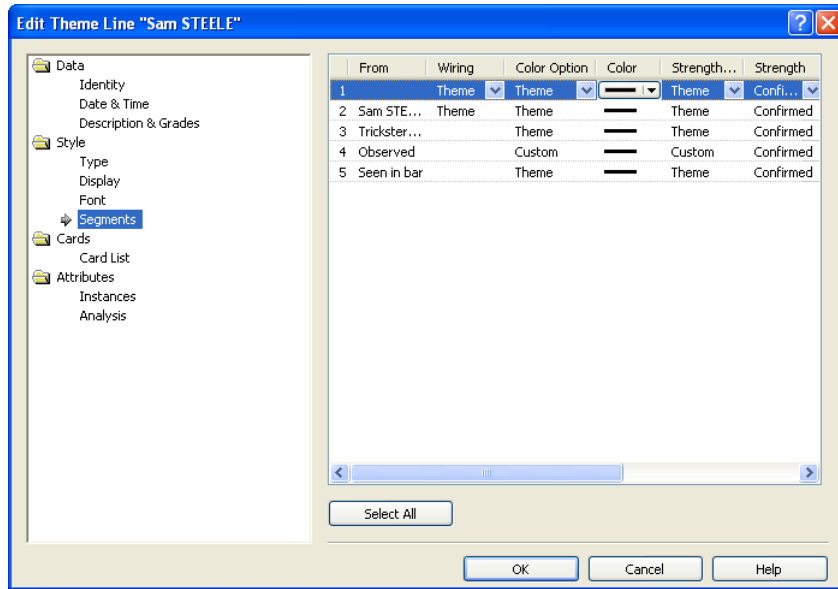 Edit Theme Line "Sam STEELE"
Data
Identity
Date & Time
Description & Grades
Style
Type
Display
Font
Segments
Cards
Card List
Attributes
Instances
Analysis
From Wiring Color Option Color Strength... Strength
1 Theme Theme Theme Confi...
2 Sam STE... Theme Theme Theme Confirmed
3 Trickster... Theme Theme Confirmed
4 Observed Custom Custom Confirmed
5 Seen in bar Theme Theme Confirmed
Select All
OK Cancel Help